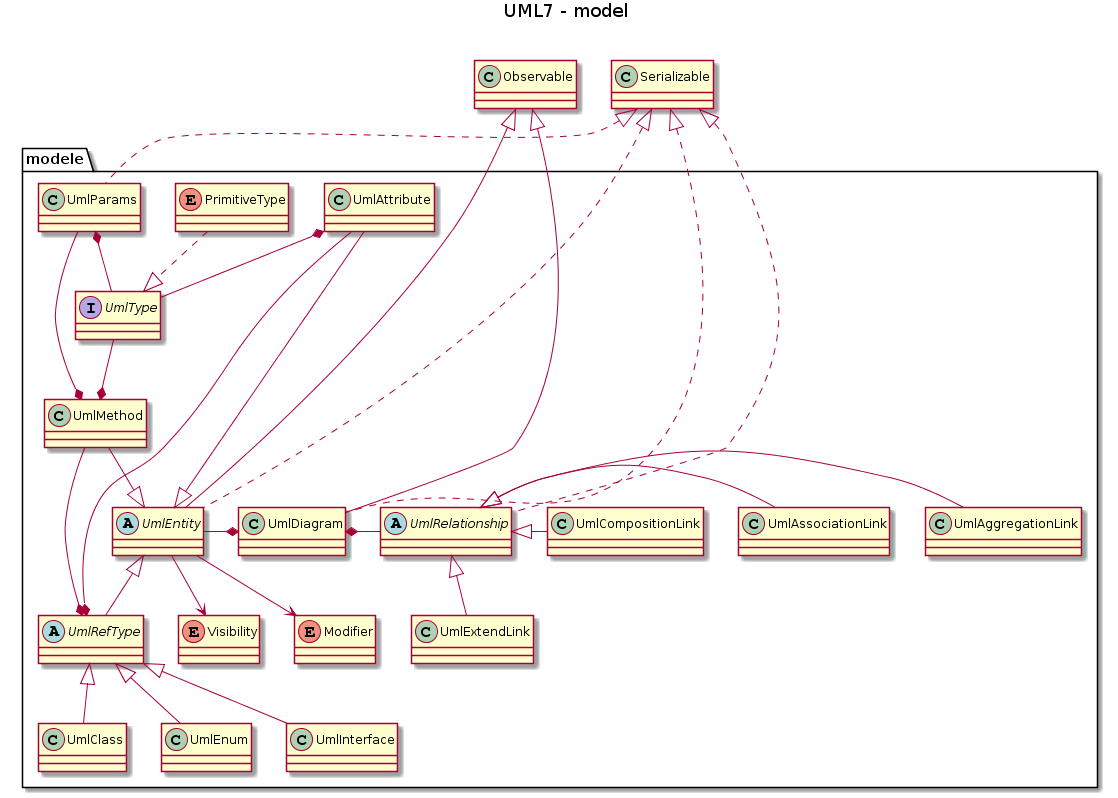 UML7 - model
C Observable
C Serializable
modele
C UmlParams
E PrimitiveType
C UmlAttribute
I UmlType
C UmlMethod
A UmlEntity
C UmlDiagram
A UmlRelationship
C UmlCompositionLink
C UmlAssociationLink
C UmlAggregationLink
A UmlRefType
E Visibility
E Modifier
C UmlExtendLink
C UmlClass
C UmlEnum
C UmlInterface